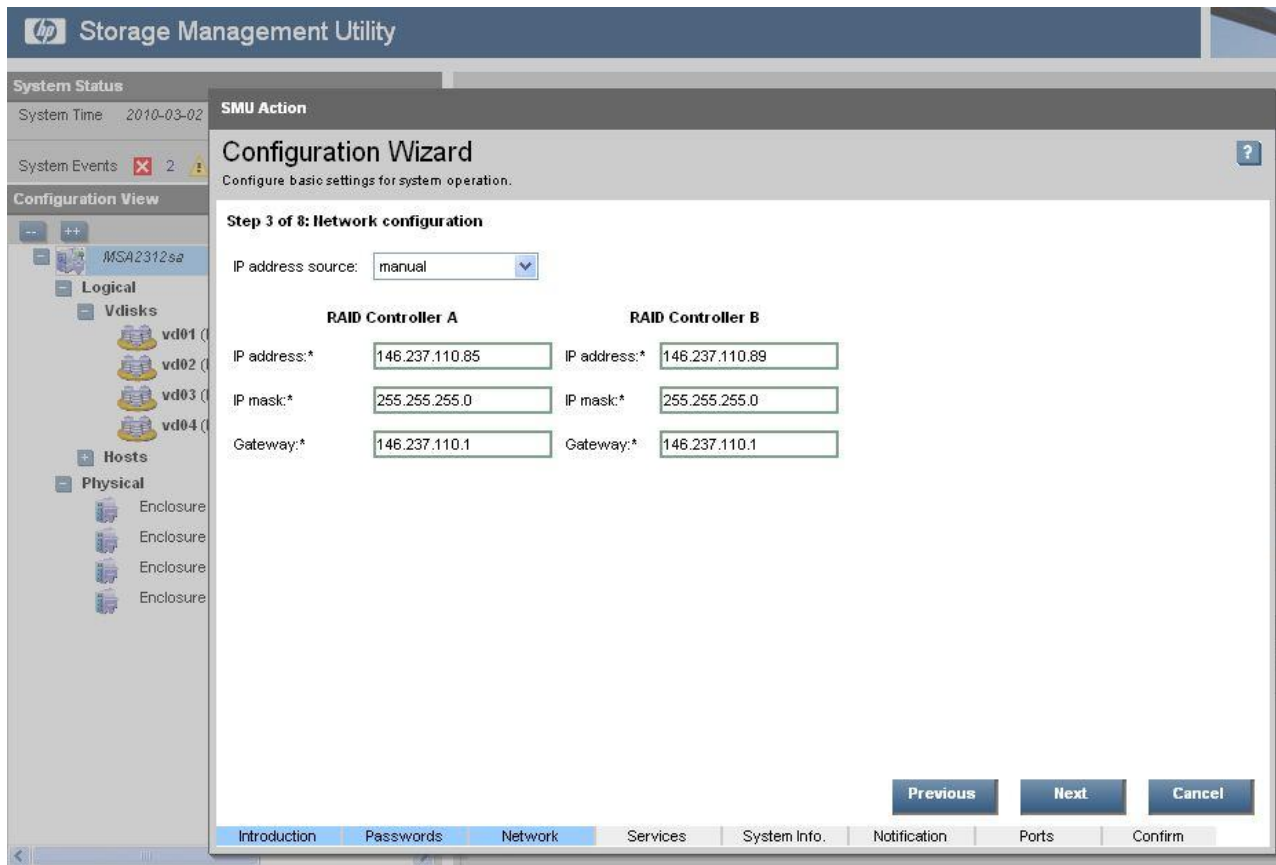 hp Storage Management Utility
System Status
System Time 2010-03-02
System Events 2
Configuration View
-- ++
MSA2312sa
Logical
Vdisks
vd01 (
vd02 (
vd03 (
vd04 (
Hosts
Physical
Enclosure
Enclosure
Enclosure
Enclosure
SMU Action
Configuration Wizard
?
Configure basic settings for system operation.
Step 3 of 8: Network configuration
IP address source: manual
RAID Controller A RAID Controller B
IP address:* 146.237.110.85 IP address:* 146.237.110.89
IP mask:* 255.255.255.0 IP mask:* 255.255.255.0
Gateway:* 146.237.110.1 Gateway:* 146.237.110.1
Previous Next Cancel
Introduction Passwords Network Services System Info. Notification Ports Confirm